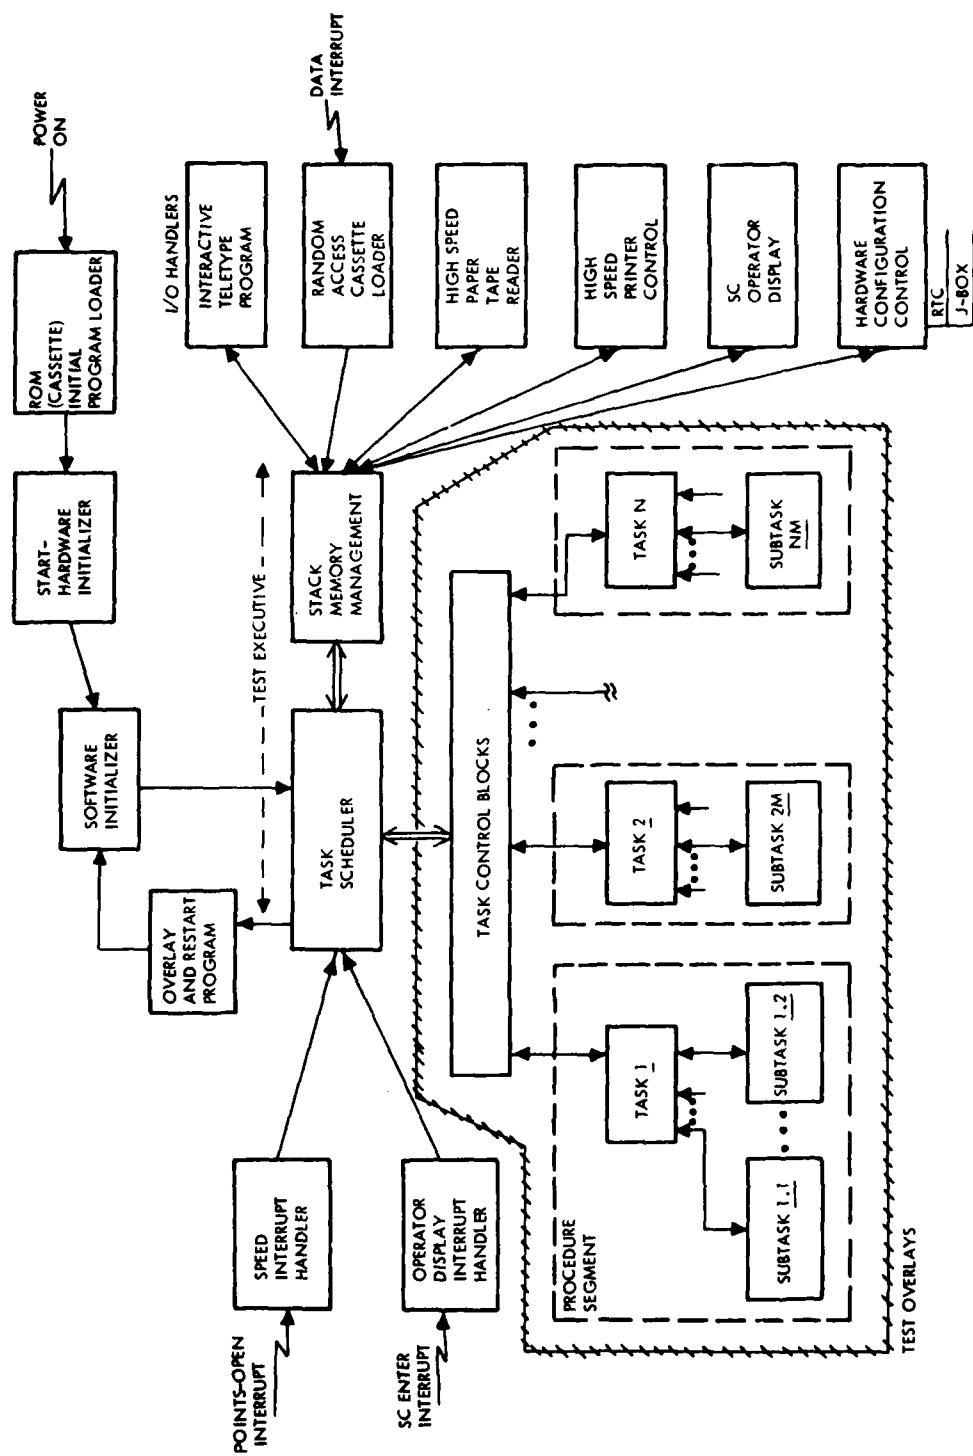 POWER
ON
ROM
(CASSETTE)
INITIAL
PROGRAM LOADER
START-
HARDWARE
INITIALIZER
SOFTWARE
INITIALIZER
OVERLAY
AND RESTART
PROGRAM
TEST EXECUTIVE
POINTS-OPEN
INTERRUPT
SPEED
INTERRUPT
HANDLER
SC ENTER
INTERRUPT
OPERATOR
DISPLAY
INTERRUPT
HANDLER
TASK
SCHEDULER
STACK
MEMORY
MANAGEMENT
I/O HANDLERS
INTERACTIVE
TELETYPE
PROGRAM
DATA
INTERRUPT
RANDOM
ACCESS
CASSETTE
LOADER
HIGH SPEED
PAPER
TAPE
READER
HIGH
SPEED
PRINTER
CONTROL
SC
OPERATOR
DISPLAY
HARDWARE
CONFIGURATION
CONTROL
RTC
J-BOX
TASK CONTROL BLOCKS
PROCEDURE
SEGMENT
TASK 1
SUBTASK 1.1
SUBTASK 1.2
TASK 2
SUBTASK 2M
TASK N
SUBTASK
NM
TEST OVERLAYS